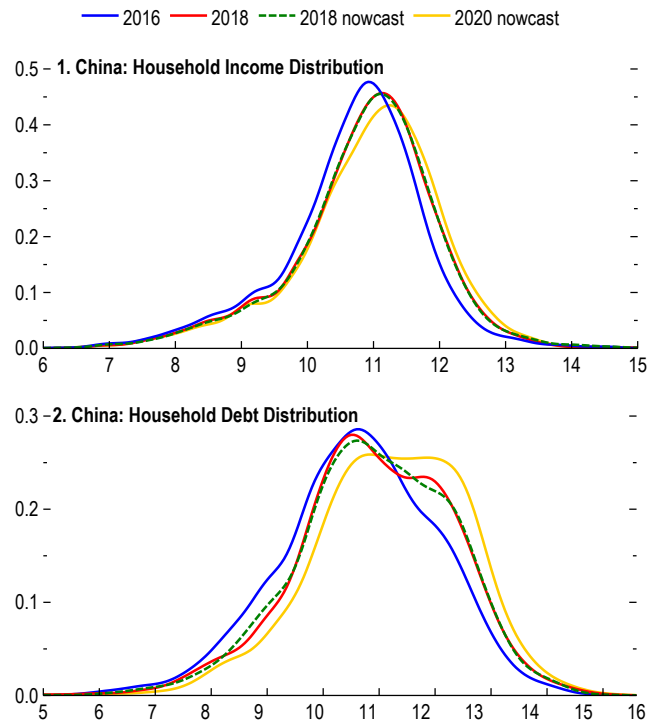 2016 2018 2018 nowcast 2020 nowcast
1. China: Household Income Distribution
0.5
0.4
0.3
0.2
0.1
0.0
6 7 8 9 10 11 12 13 14 15
2. China: Household Debt Distribution
0.3
0.2
0.1
0.0
5 6 7 8 9 10 11 12 13 13 14 15 16